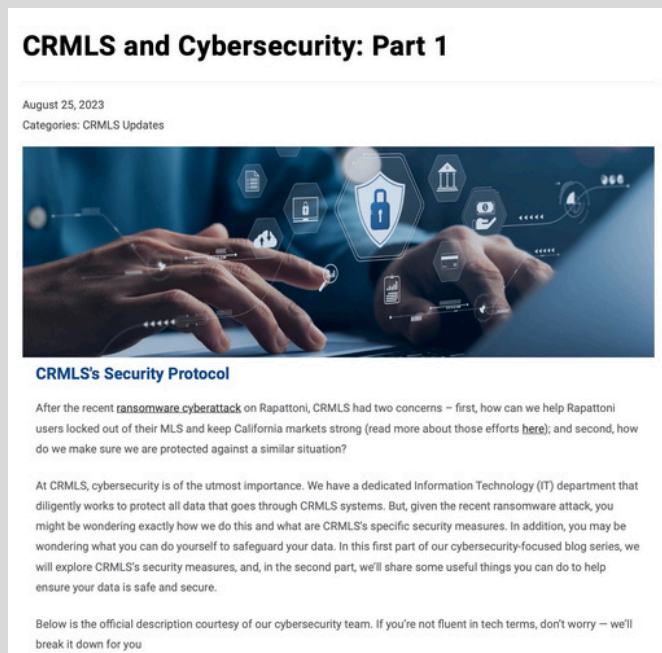 CRMLS and Cybersecurity: Part 1
August 25, 2023
Categories: CRMLS Updates
CRMLS's Security Protocol
After the recent ransomware cyberattack on Rapattoni, CRMLS had two concerns – first, how can we help Rapattoni
users locked out of their MLS and keep California markets strong (read more about those efforts here); and second, how
do we make sure we are protected against a similar situation?
At CRMLS, cybersecurity is of the utmost importance. We have a dedicated Information Technology (IT) department that
diligently works to protect all data that goes through CRMLS systems. But, given the recent ransomware attack, you
might be wondering exactly how we do this and what are CRMLS's specific security measures. In addition, you may be
wondering what you can do yourself to safeguard your data. In this first part of our cybersecurity-focused blog series, we
will explore CRMLS's security measures, and, in the second part, we'll share some useful things you can do to help
ensure your data is safe and secure.
Below is the official description courtesy of our cybersecurity team. If you're not fluent in tech terms, don't worry — we'll
break it down for you